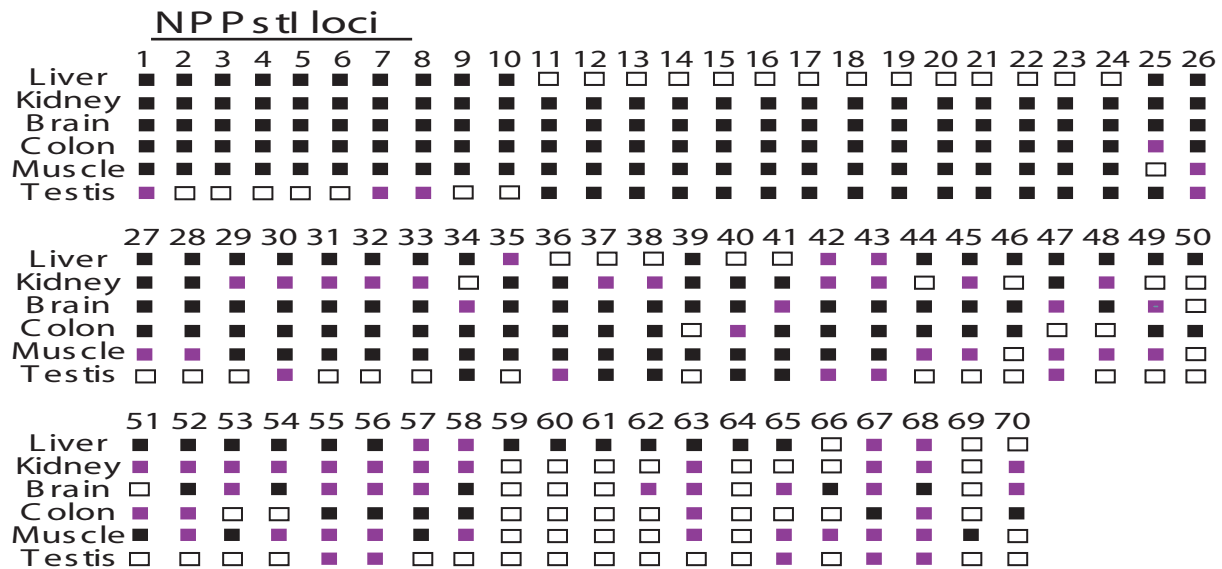 NPPstI loci
1 2 3 4 5 6 7 8 9 10 11 12 13 14 15 16 17 18 19 20 21 22 23 24 25 26
Liver
Kidney
Brain
Colon
Muscle
Testis
27 28 29 30 31 32 33 34 35 36 37 38 39 40 41 42 43 44 45 46 47 48 49 50
Liver
Kidney
Brain
Colon
Muscle
Testis
51 52 53 54 55 56 57 58 59 60 61 62 63 64 65 66 67 68 69 70
Liver
Kidney
Brain
Colon
Muscle
Testis